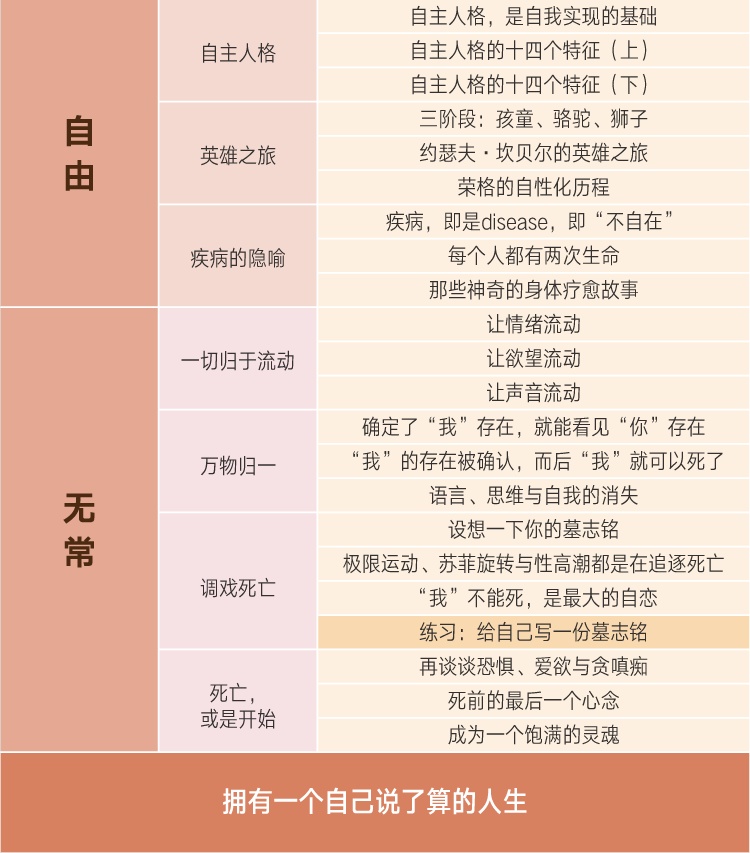 自由
自主人格
自主人格，是自我实现的基础
自主人格的十四个特征（上）
自主人格的十四个特征（下）
英雄之旅
三阶段：孩童、骆驼、狮子
约瑟夫·坎贝尔的英雄之旅
荣格的自性化历程
疾病的隐喻
疾病，即是disease，即“不自在”
每个人都有两次生命
那些神奇的身体疗愈故事
无常
一切归于流动
让情绪流动
让欲望流动
让声音流动
万物归一
确定了“我”存在，就能看见“你”存在
“我”的存在被确认，而后“我”就可以死了
语言、思维与自我的消失
调戏死亡
设想一下你的墓志铭
极限运动、苏菲旋转与性高潮都是在追逐死亡
“我”不能死，是最大的自恋
练习：给自己写一份墓志铭
死亡，
或是开始
再谈谈恐惧、爱欲与贪嗔痴
死前的最后一个心念
成为一个饱满的灵魂
拥有一个自己说了算的人生